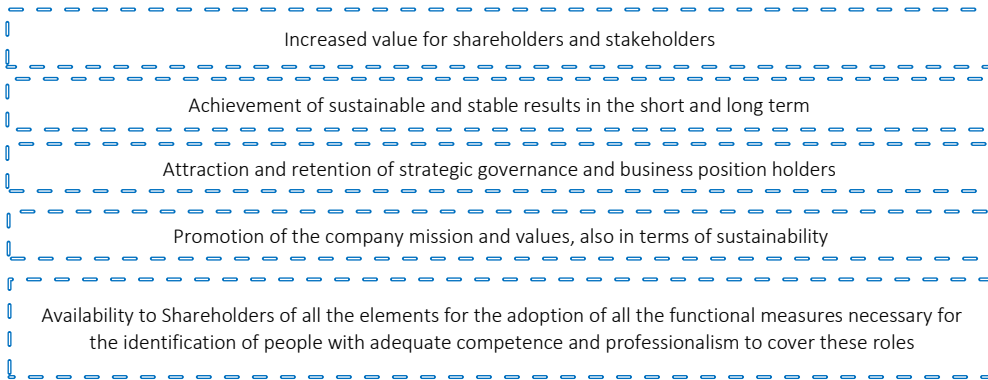 Increased value for shareholders and stakeholders
Achievement of sustainable and stable results in the short and long term
Attraction and retention of strategic governance and business position holders
Promotion of the company mission and values, also in terms of sustainability
Availability to Shareholders of all the elements for the adoption of all the functional measures necessary for
the identification of people with adequate competence and professionalism to cover these roles